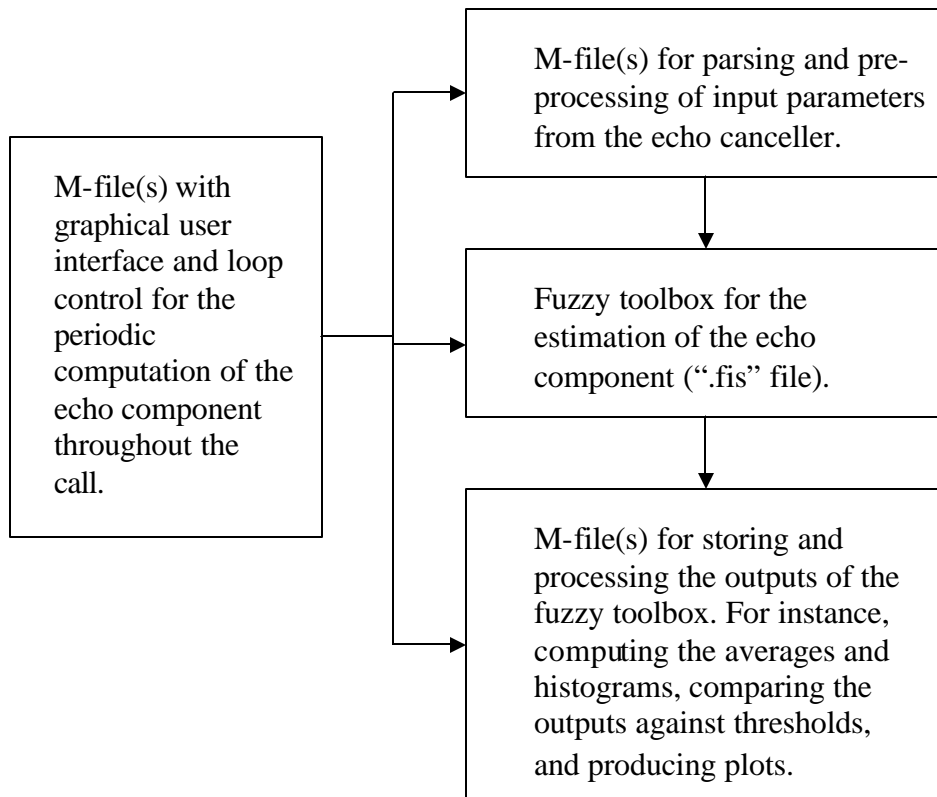 M-file(s) with
graphical user
interface and loop
control for the
periodic
computation of the
echo component
throughout the
call.
M-file(s) for parsing and pre-
processing of input parameters
from the echo canceller.
Fuzzy toolbox for the
estimation of the echo
component (“.fis” file).
M-file(s) for storing and
processing the outputs of the
fuzzy toolbox. For instance,
computing the averages and
histograms, comparing the
outputs against thresholds,
and producing plots.